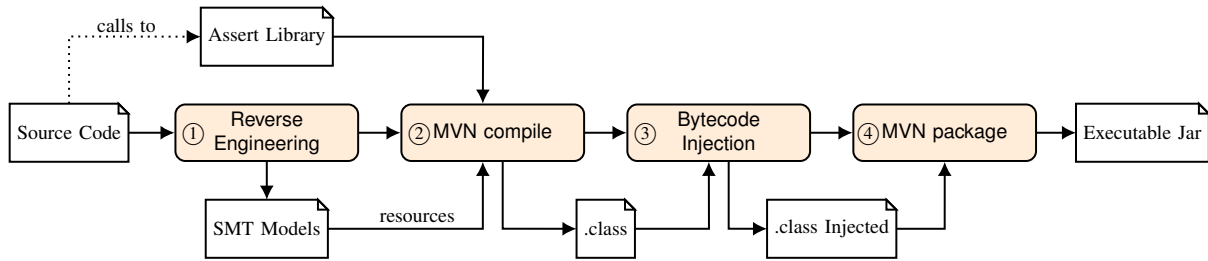 calls to
Assert Library
Source Code
① Reverse
Engineering
② MVN compile
③ Bytecode
Injection
④ MVN package
Executable Jar
SMT Models
resources
.class
.class Injected